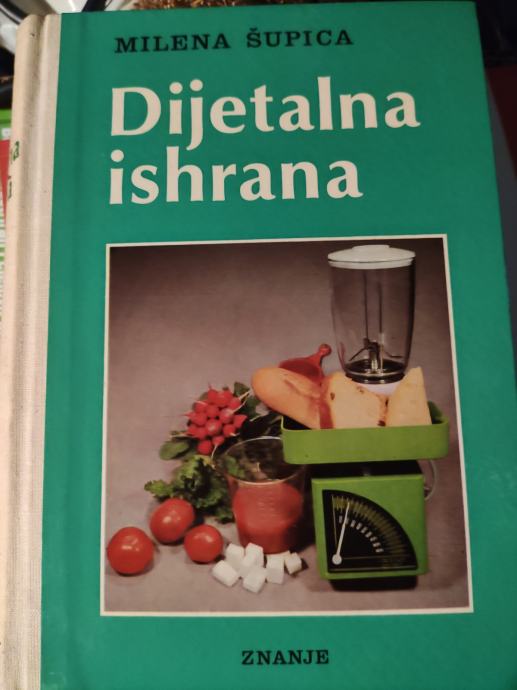 MILENA ŠUPICA
Dijetalna
ishrana
ZNANJE